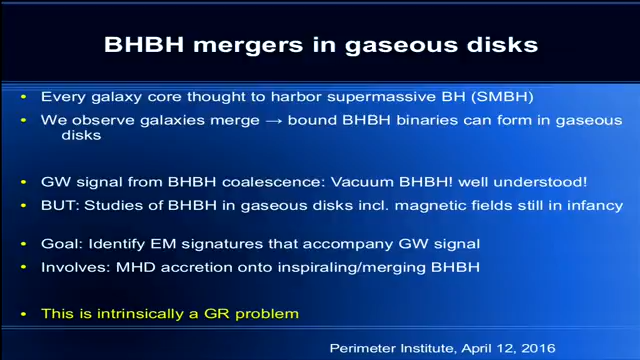 BHBH mergers in gaseous disks
• Every galaxy core thought to harbor supermassive BH (SMBH)
• We observe galaxies merge → bound BHBH binaries can form in gaseous
disks
• GW signal from BHBH coalescence: Vacuum BHBH! well understood!
• BUT: Studies of BHBH in gaseous disks incl. magnetic fields still in infancy
• Goal: Identify EM signatures that accompany GW signal
• Involves: MHD accretion onto inspiraling/merging BHBH
• This is intrinsically a GR problem
Perimeter Institute, April 12, 2016